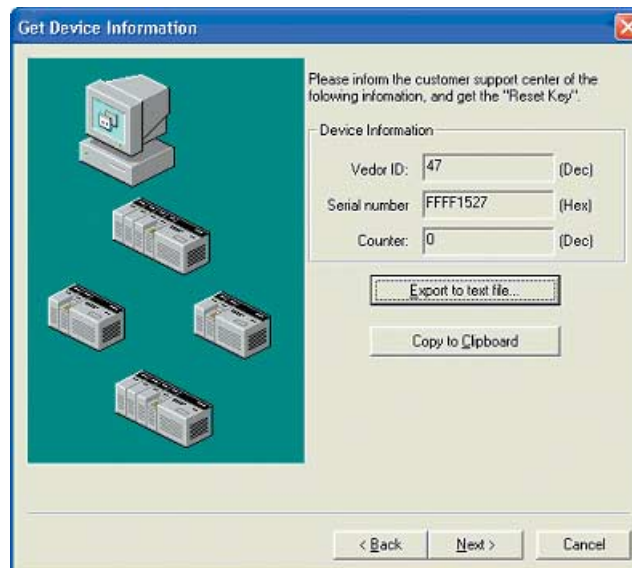 Get Device Information
Please inform the customer support center of the
folowing infomation, and get the "Reset Key".
Device Information
Vedor ID: 47 (Dec)
Serial number FFFF1527 (Hex)
Counter: 0 (Dec)
Export to text file...
Copy to Clipboard
< Back Next > Cancel